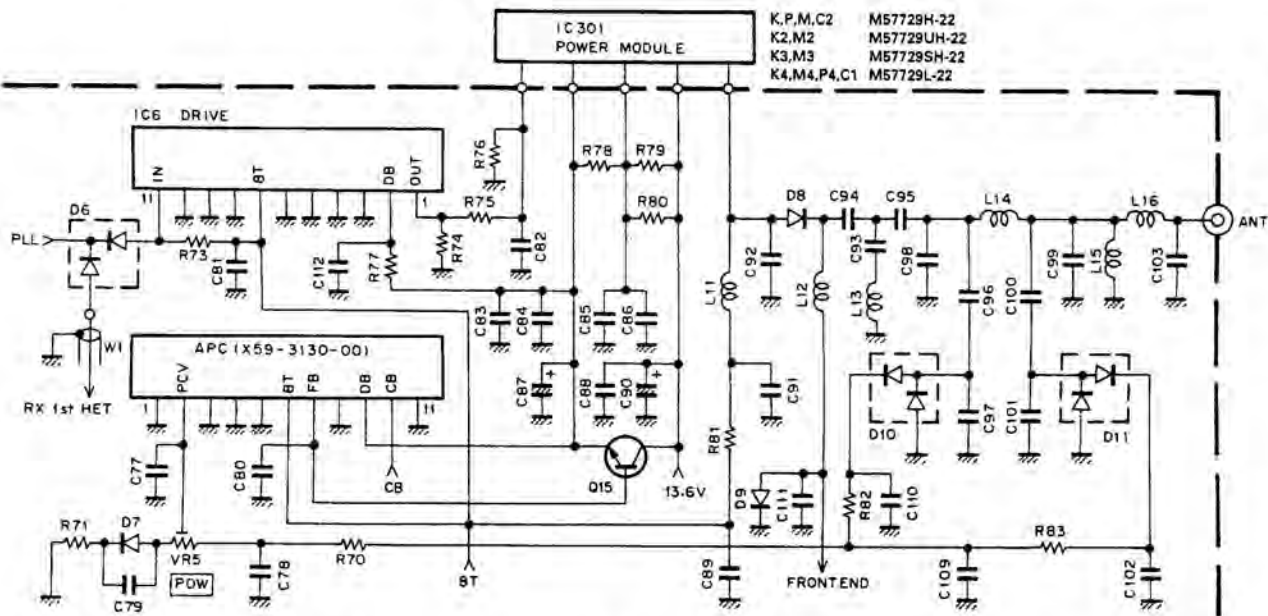 IC301
POWER MODULE
K,P,M,C2 M57729H-22
K2,M2 M57729UH-22
K3,M3 M57729SH-22
K4,M4,P4,C1 M57729L-22
IC6 DRIVE
IN
8T
DB
OUT
11
1
R76
R78
R79
R75
R80
D6
PLL
R73
C81
C112
R77
R74
C82
D8
C94
C95
L14
L16
ANT
C92
C93
C98
C99
L15
C103
L11
L12
L13
C96
C100
C83
C84
C85
C86
W1
RX 1st HET
APC (X59-3130-00)
PCV
8T
FB
DB
CB
1
11
C87
C88
C90
C91
R81
D10
C97
C101
D11
C77
C80
CB
Q15
13.6V
D9
C111
R82
C110
R71
D7
VR5
POW
C79
C78
R70
8T
C89
FRONT END
C109
R83
C102